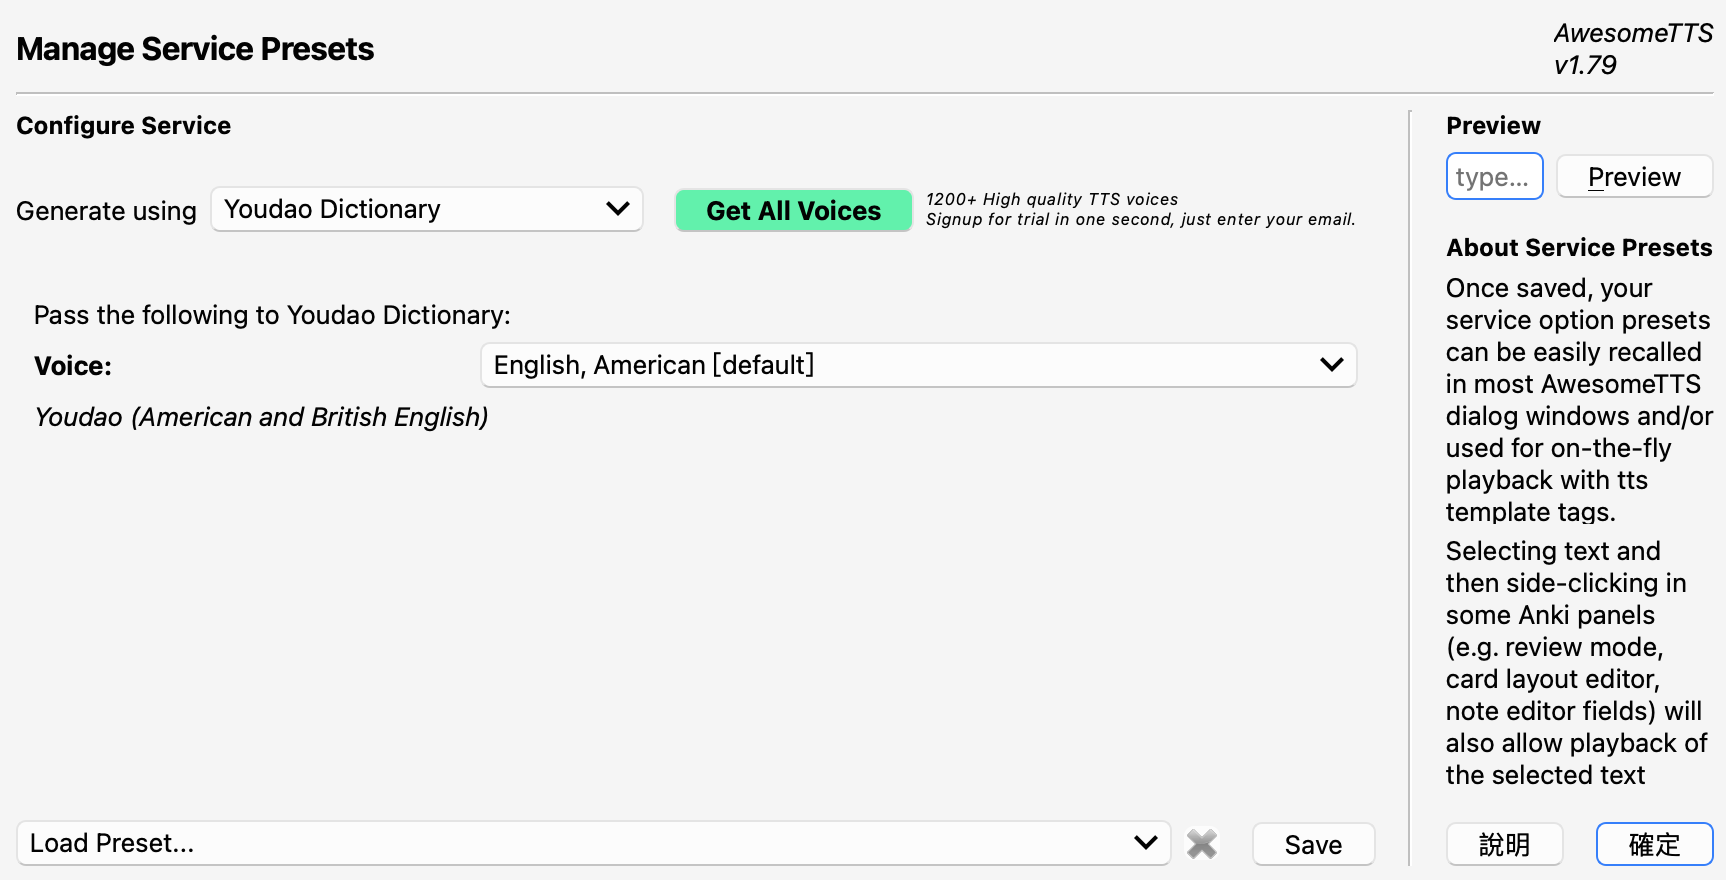 Manage Service Presets
AwesomeTTS
v1.79
Configure Service
Generate using
Youdao Dictionary
Get All Voices
1200+ High quality TTS voices
Signup for trial in one second, just enter your email.
Pass the following to Youdao Dictionary:
Voice:
English, American [default]
Youdao (American and British English)
Load Preset...
Save
Preview
type...
Preview
About Service Presets
Once saved, your
service option presets
can be easily recalled
in most AwesomeTTS
dialog windows and/or
used for on-the-fly
playback with tts
template tags.
Selecting text and
then side-clicking in
some Anki panels
(e.g. review mode,
card layout editor,
note editor fields) will
also allow playback of
the selected text
說明
確定